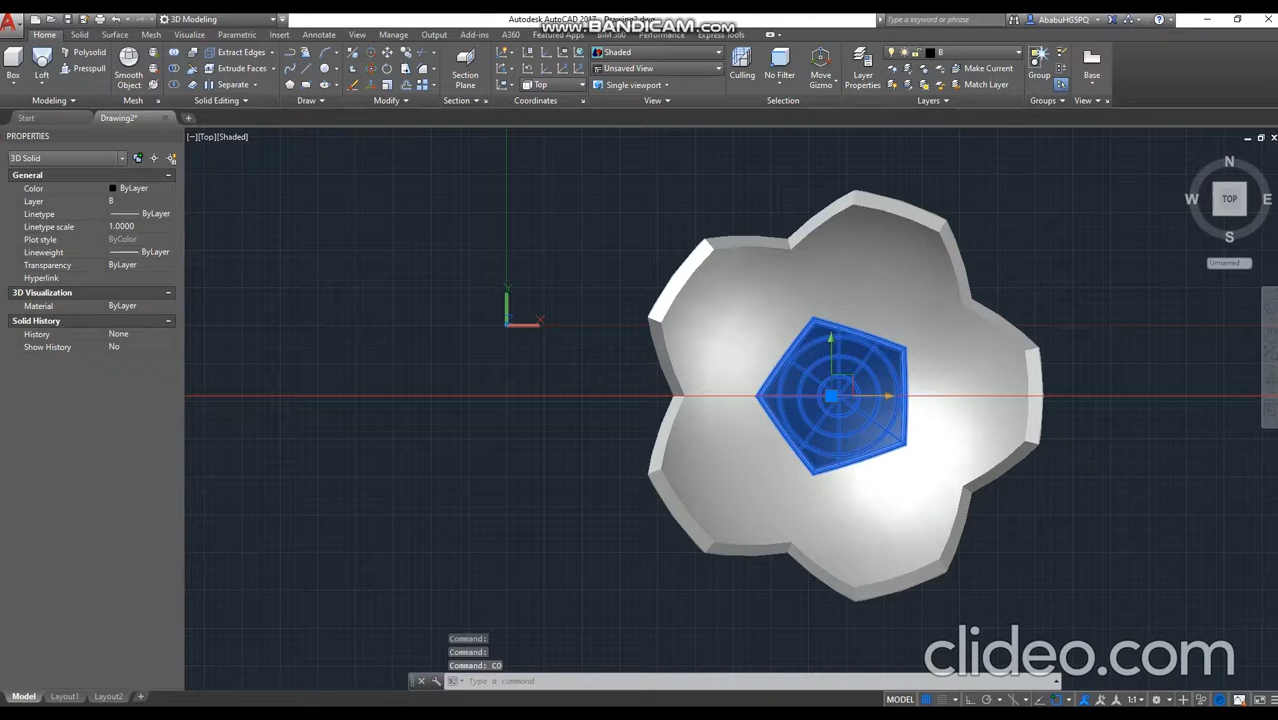 3D Modeling
Autodesk AutoCAD 2017 Drawing2.dwg
www.BANDICAM.com
Type a keyword or phrase
AbabuHG5PQ
Home Solid Surface Mesh Visualize Parametric Insert Annotate View Manage Output Add-ins A360 Express Tools
Box
Loft
Polysolid
Presspull
Smooth
Object
Extract Edges
Extrude Faces
Separate
Section
Plane
Top
Shaded
Unsaved View
Single viewport
Culling
No Filter
Move
Gizmo
Layer
Properties
B
Make Current
Match Layer
Group
Base
Modeling
Mesh
Solid Editing
Draw
Modify
Section
Coordinates
View
Selection
Layers
Groups
View
Start
Drawing2*
PROPERTIES
[−][Top][Shaded]
3D Solid
General
Color ByLayer
Layer B
Linetype ByLayer
Linetype scale 1.0000
Plot style ByColor
Lineweight ByLayer
Transparency ByLayer
Hyperlink
3D Visualization
Material ByLayer
Solid History
History None
Show History No
N
W TOP E
S
Unnamed
Y
X
Command:
Command:
Command: CO
Type a command
clideo.com
Model Layout1 Layout2
MODEL
1:1